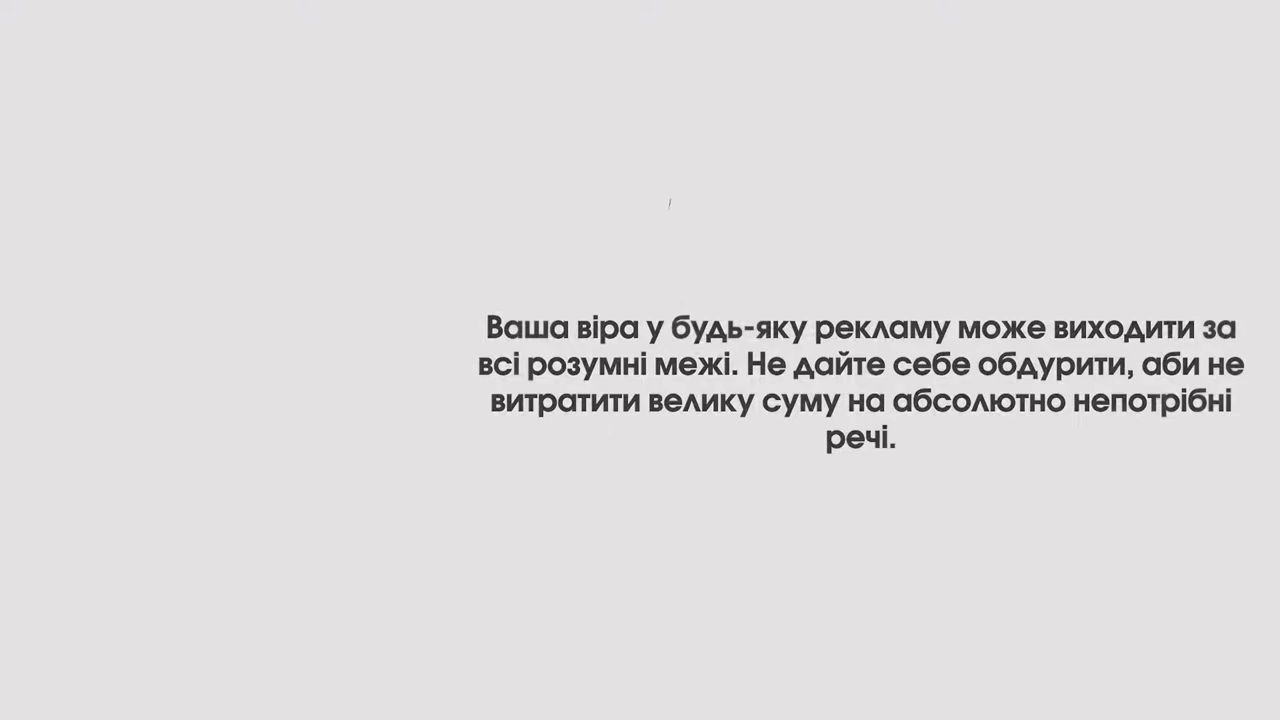 Ваша віра у будь-яку рекламу може виходити за
всі розумні межі. Не дайте себе обдурити, аби не
витратити велику суму на абсолютно непотрібні
речі.